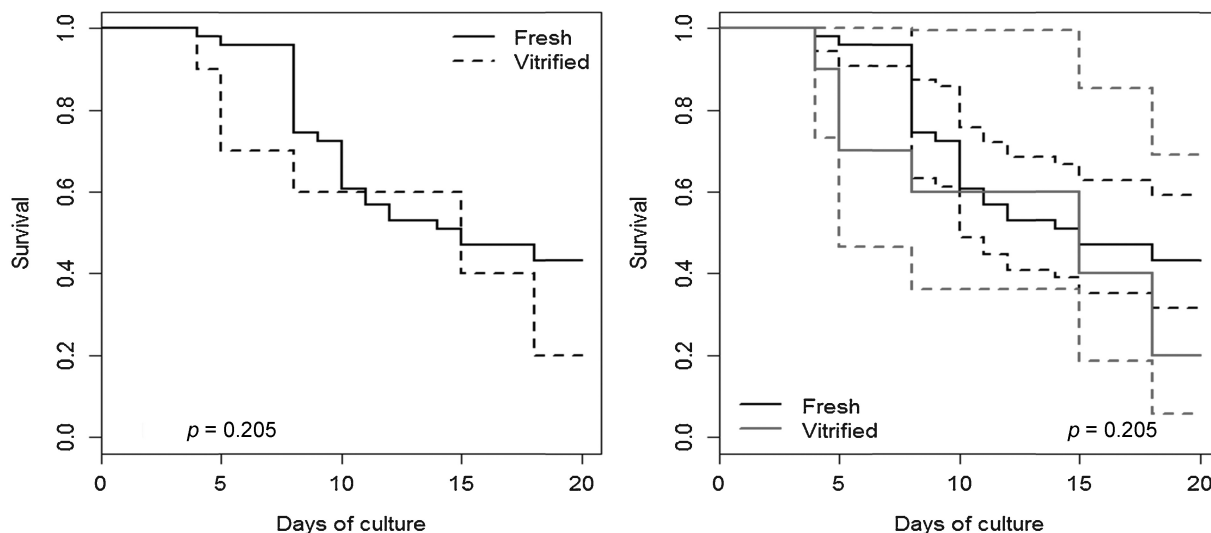 Survival
1.0
0.8
0.6
0.4
0.2
0.0
Fresh
Vitrified
p = 0.205
0 5 10 15 20
Days of culture
Survival
1.0
0.8
0.6
0.4
0.2
0.0
Fresh
Vitrified
p = 0.205
0 5 10 15 20
Days of culture